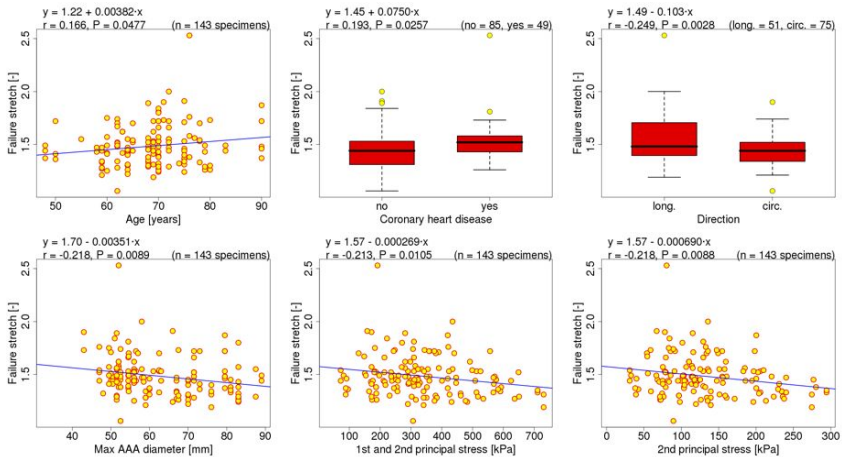 y = 1.22 + 0.00382·x
r = 0.166, P = 0.0477 (n = 143 specimens)
2.5
2.0
1.5
Failure stretch [-]
50 60 70 80 90
Age [years]
y = 1.45 + 0.0750·x
r = 0.193, P = 0.0257 (no = 85, yes = 49)
2.5
2.0
1.5
Failure stretch [-]
no yes
Coronary heart disease
y = 1.49 - 0.103·x
r = -0.249, P = 0.0028 (long. = 51, circ. = 75)
2.5
2.0
1.5
Failure stretch [-]
long. circ.
Direction
y = 1.70 - 0.00351·x
r = -0.218, P = 0.0089 (n = 143 specimens)
2.5
2.0
1.5
Failure stretch [-]
40 50 60 70 80 90
Max AAA diameter [mm]
y = 1.57 - 0.000269·x
r = -0.213, P = 0.0105 (n = 143 specimens)
2.5
2.0
1.5
Failure stretch [-]
100 200 300 400 500 600 700
1st and 2nd principal stress [kPa]
y = 1.57 - 0.000690·x
r = -0.218, P = 0.0088 (n = 143 specimens)
2.5
2.0
1.5
Failure stretch [-]
0 50 100 150 200 250 300
2nd principal stress [kPa]